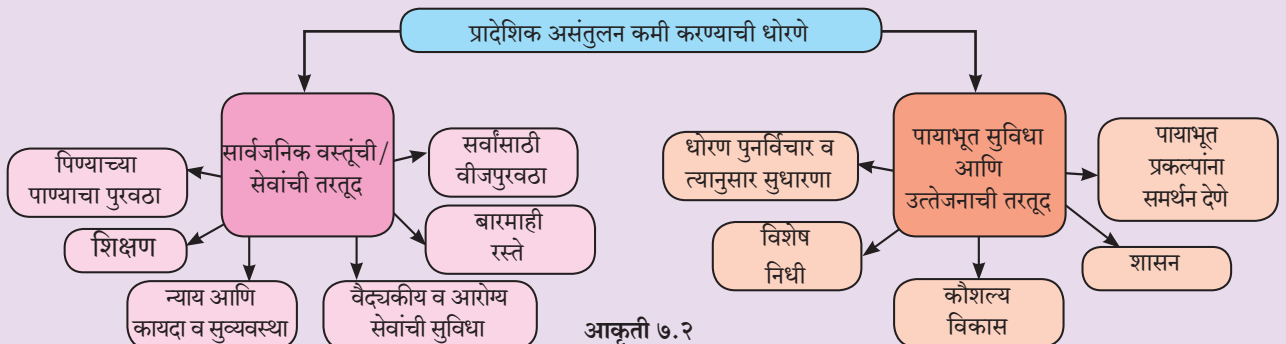 प्रादेशिक असंतुलन कमी करण्याची धोरणे
सार्वजनिक वस्तूंची/
सेवांची तरतूद
पिण्याच्या
पाण्याचा पुरवठा
शिक्षण
न्याय आणि
कायदा व सुव्यवस्था
वैद्यकीय व आरोग्य
सेवांची सुविधा
बारमाही
रस्ते
सर्वांसाठी
वीजपुरवठा
पायाभूत सुविधा
आणि
उत्तेजनाची तरतूद
धोरण पुनर्विचार व
त्यानुसार सुधारणा
विशेष
निधी
कौशल्य
विकास
शासन
पायाभूत
प्रकल्पांना
समर्थन देणे
आकृती ७.२